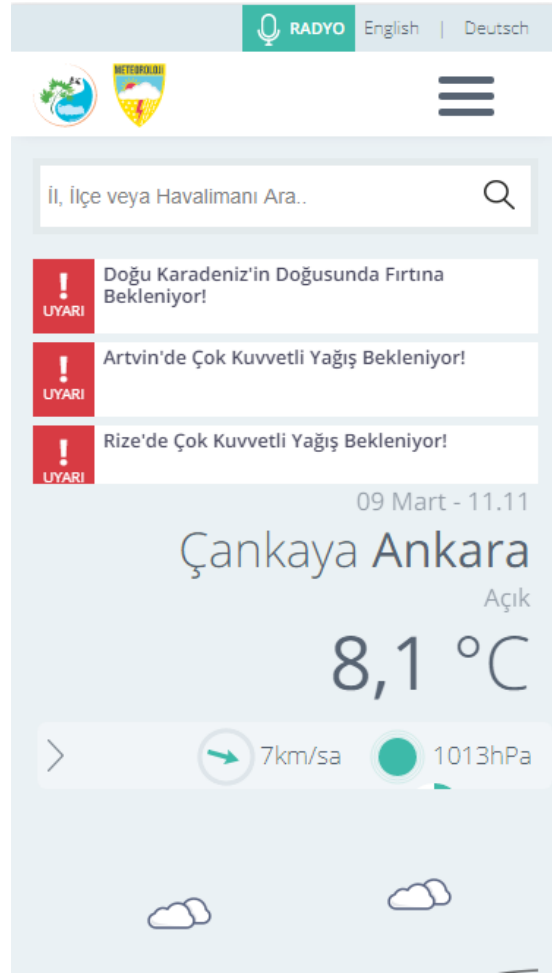 RADYO English | Deutsch
METEOROLOJİ
İl, İlçe veya Havalimanı Ara..
! UYARI
Doğu Karadeniz'in Doğusunda Fırtına
Bekleniyor!
! UYARI
Artvin'de Çok Kuvvetli Yağış Bekleniyor!
! UYARI
Rize'de Çok Kuvvetli Yağış Bekleniyor!
09 Mart - 11.11
Çankaya Ankara
Açık
8,1 °C
7km/sa 1013hPa